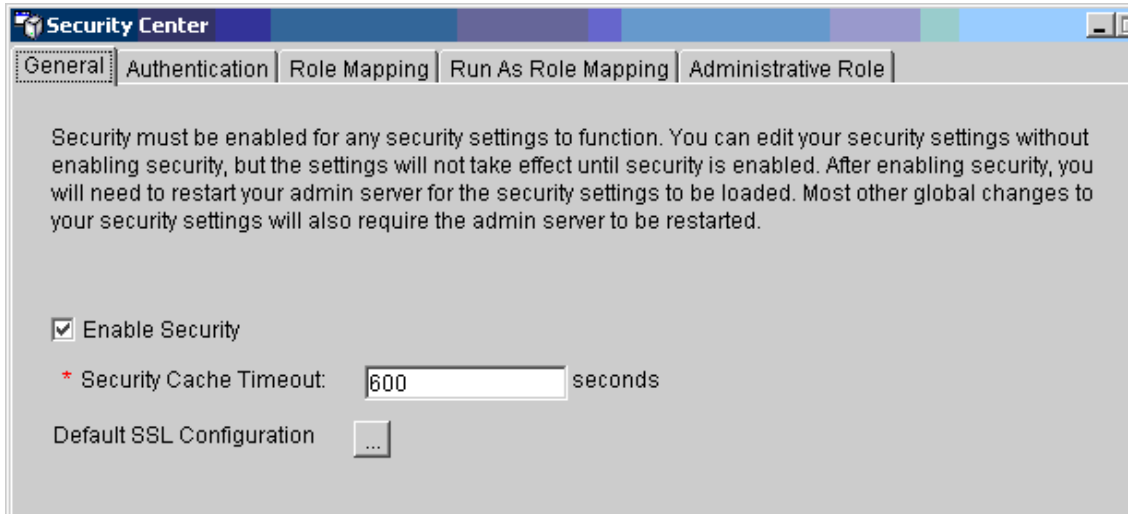 Security Center
General Authentication Role Mapping Run As Role Mapping Administrative Role
Security must be enabled for any security settings to function. You can edit your security settings without
enabling security, but the settings will not take effect until security is enabled. After enabling security, you
will need to restart your admin server for the security settings to be loaded. Most other global changes to
your security settings will also require the admin server to be restarted.
Enable Security
* Security Cache Timeout: 600 seconds
Default SSL Configuration ...